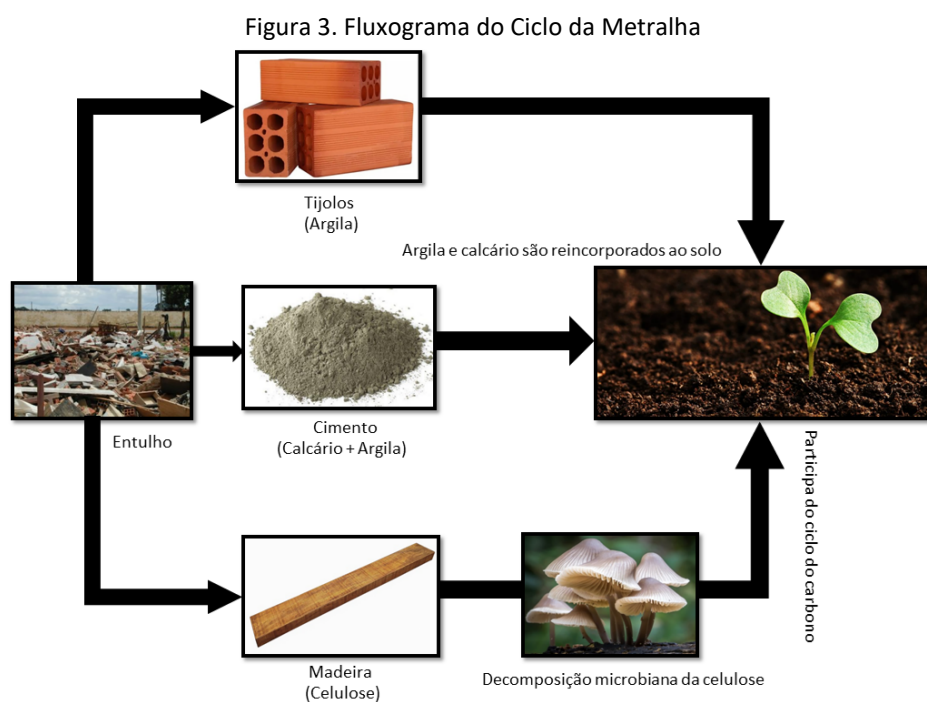 Figura 3. Fluxograma do Ciclo da Metralha
Tijolos
(Argila)
Argila e calcário são reincorporados ao solo
Entulho
Cimento
(Calcário + Argila)
Participa do ciclo do carbono
Madeira
(Celulose)
Decomposição microbiana da celulose